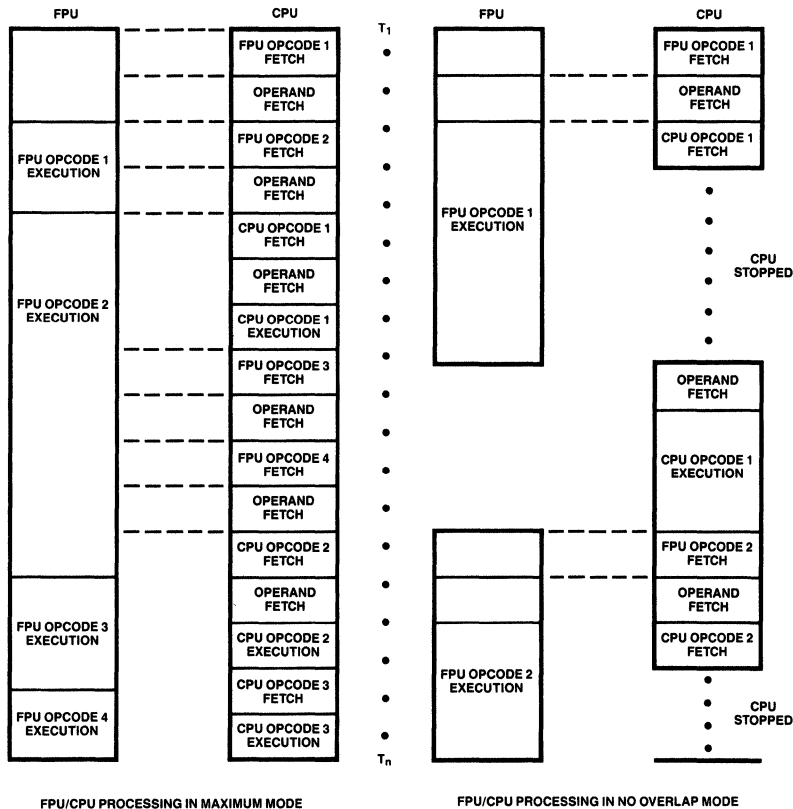 FPU
CPU
FPU OPCODE 1
EXECUTION
FPU OPCODE 2
EXECUTION
FPU OPCODE 3
EXECUTION
FPU OPCODE 4
EXECUTION
FPU OPCODE 1
FETCH
OPERAND
FETCH
FPU OPCODE 2
FETCH
OPERAND
FETCH
CPU OPCODE 1
FETCH
OPERAND
FETCH
CPU OPCODE 1
EXECUTION
FPU OPCODE 3
FETCH
OPERAND
FETCH
FPU OPCODE 4
FETCH
OPERAND
FETCH
CPU OPCODE 2
FETCH
OPERAND
FETCH
CPU OPCODE 2
EXECUTION
CPU OPCODE 3
FETCH
CPU OPCODE 3
EXECUTION
FPU/CPU PROCESSING IN MAXIMUM MODE
T1
Tn
FPU
CPU
FPU OPCODE 1
EXECUTION
FPU OPCODE 2
EXECUTION
FPU OPCODE 1
FETCH
OPERAND
FETCH
CPU OPCODE 1
FETCH
CPU
STOPPED
OPERAND
FETCH
CPU OPCODE 1
EXECUTION
FPU OPCODE 2
FETCH
OPERAND
FETCH
CPU OPCODE 2
FETCH
CPU
STOPPED
FPU/CPU PROCESSING IN NO OVERLAP MODE